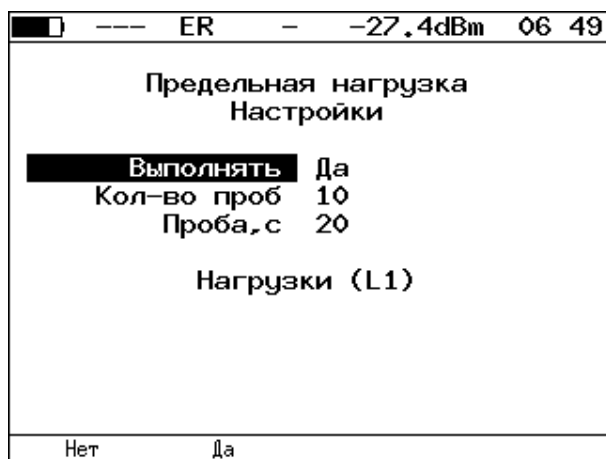 --- ER - -27.4dBm 06 49
Предельная нагрузка
Настройки
Выполнять Да
Кол-во проб 10
Проба,с 20
Нагрузки (L1)
Нет Да